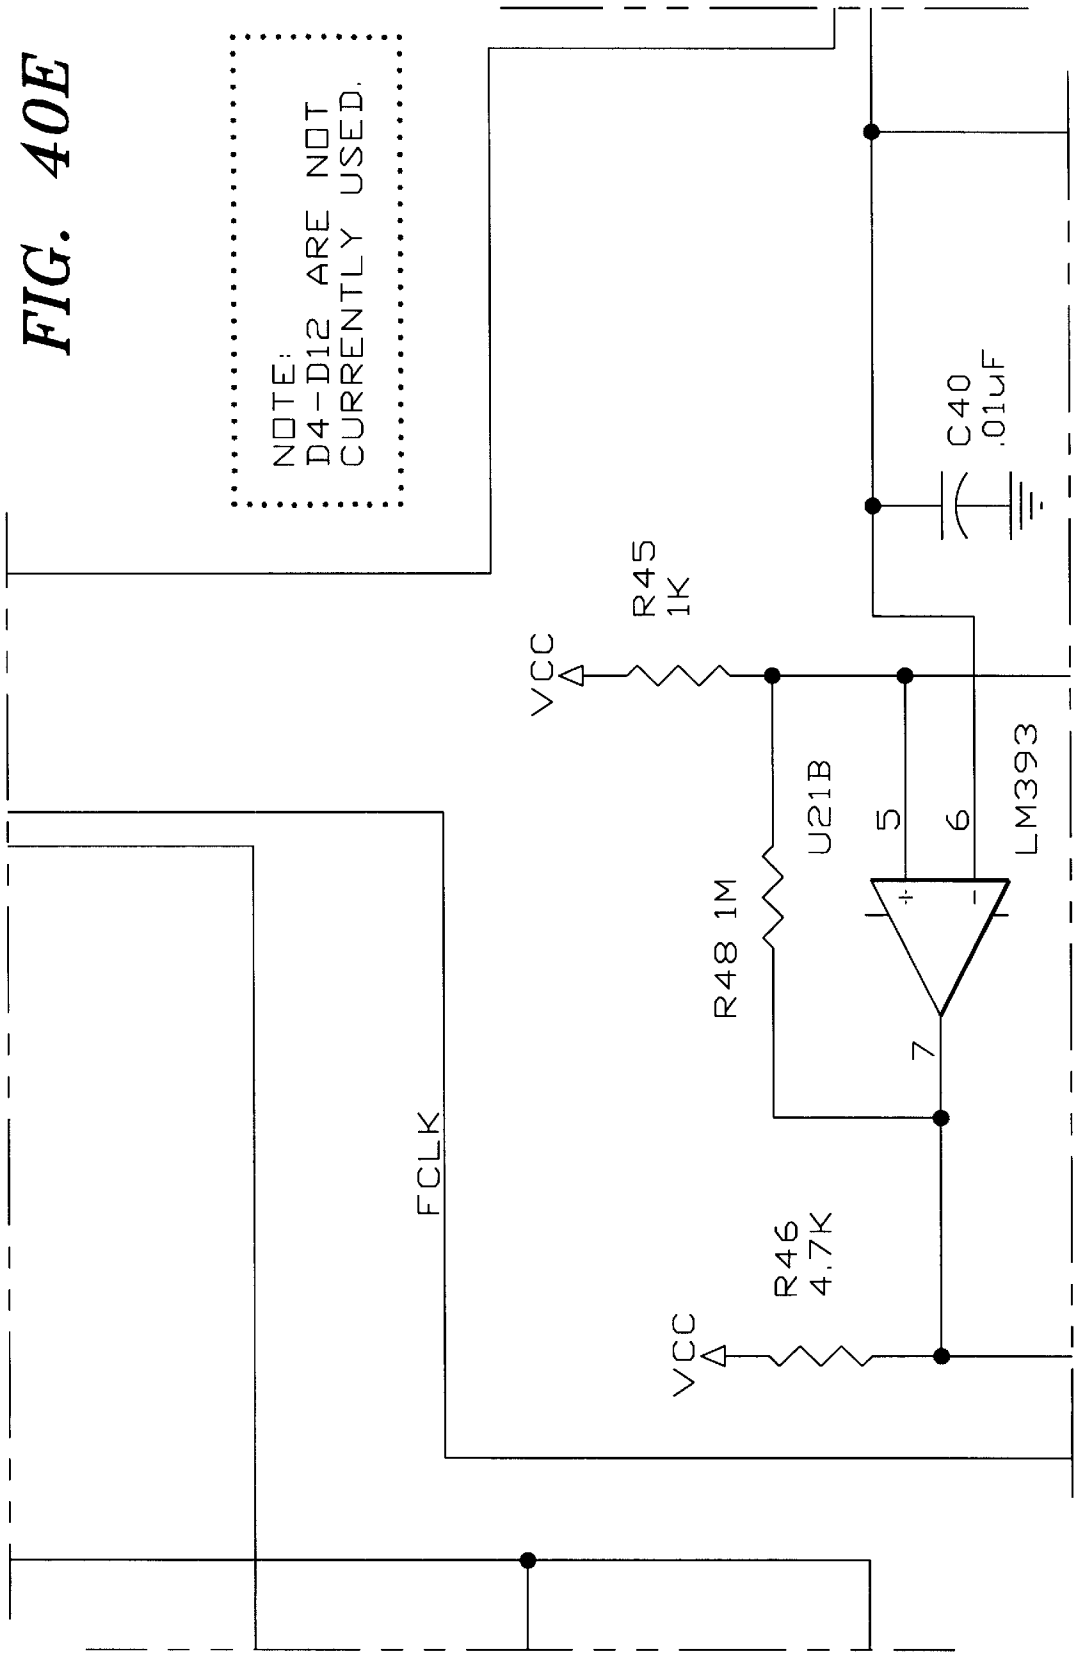 FIG. 40E
NOTE:
D4-D12 ARE NOT
CURRENTLY USED.
FCLK
VCC
R45
1K
VCC
R46
4.7K
R48 1M
U21B
5
6
7
+
-
LM393
C40
.01uF